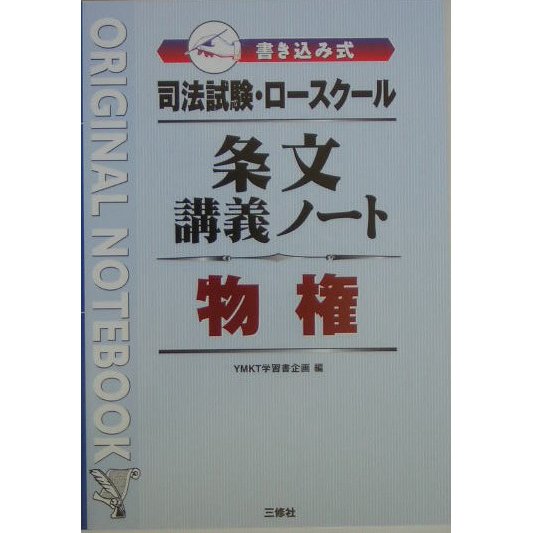 書き込み式
司法試験・ロースクール
条文
講義ノート
物権
YMKT学習書企画 編
三修社
ORIGINAL NOTEBOOK